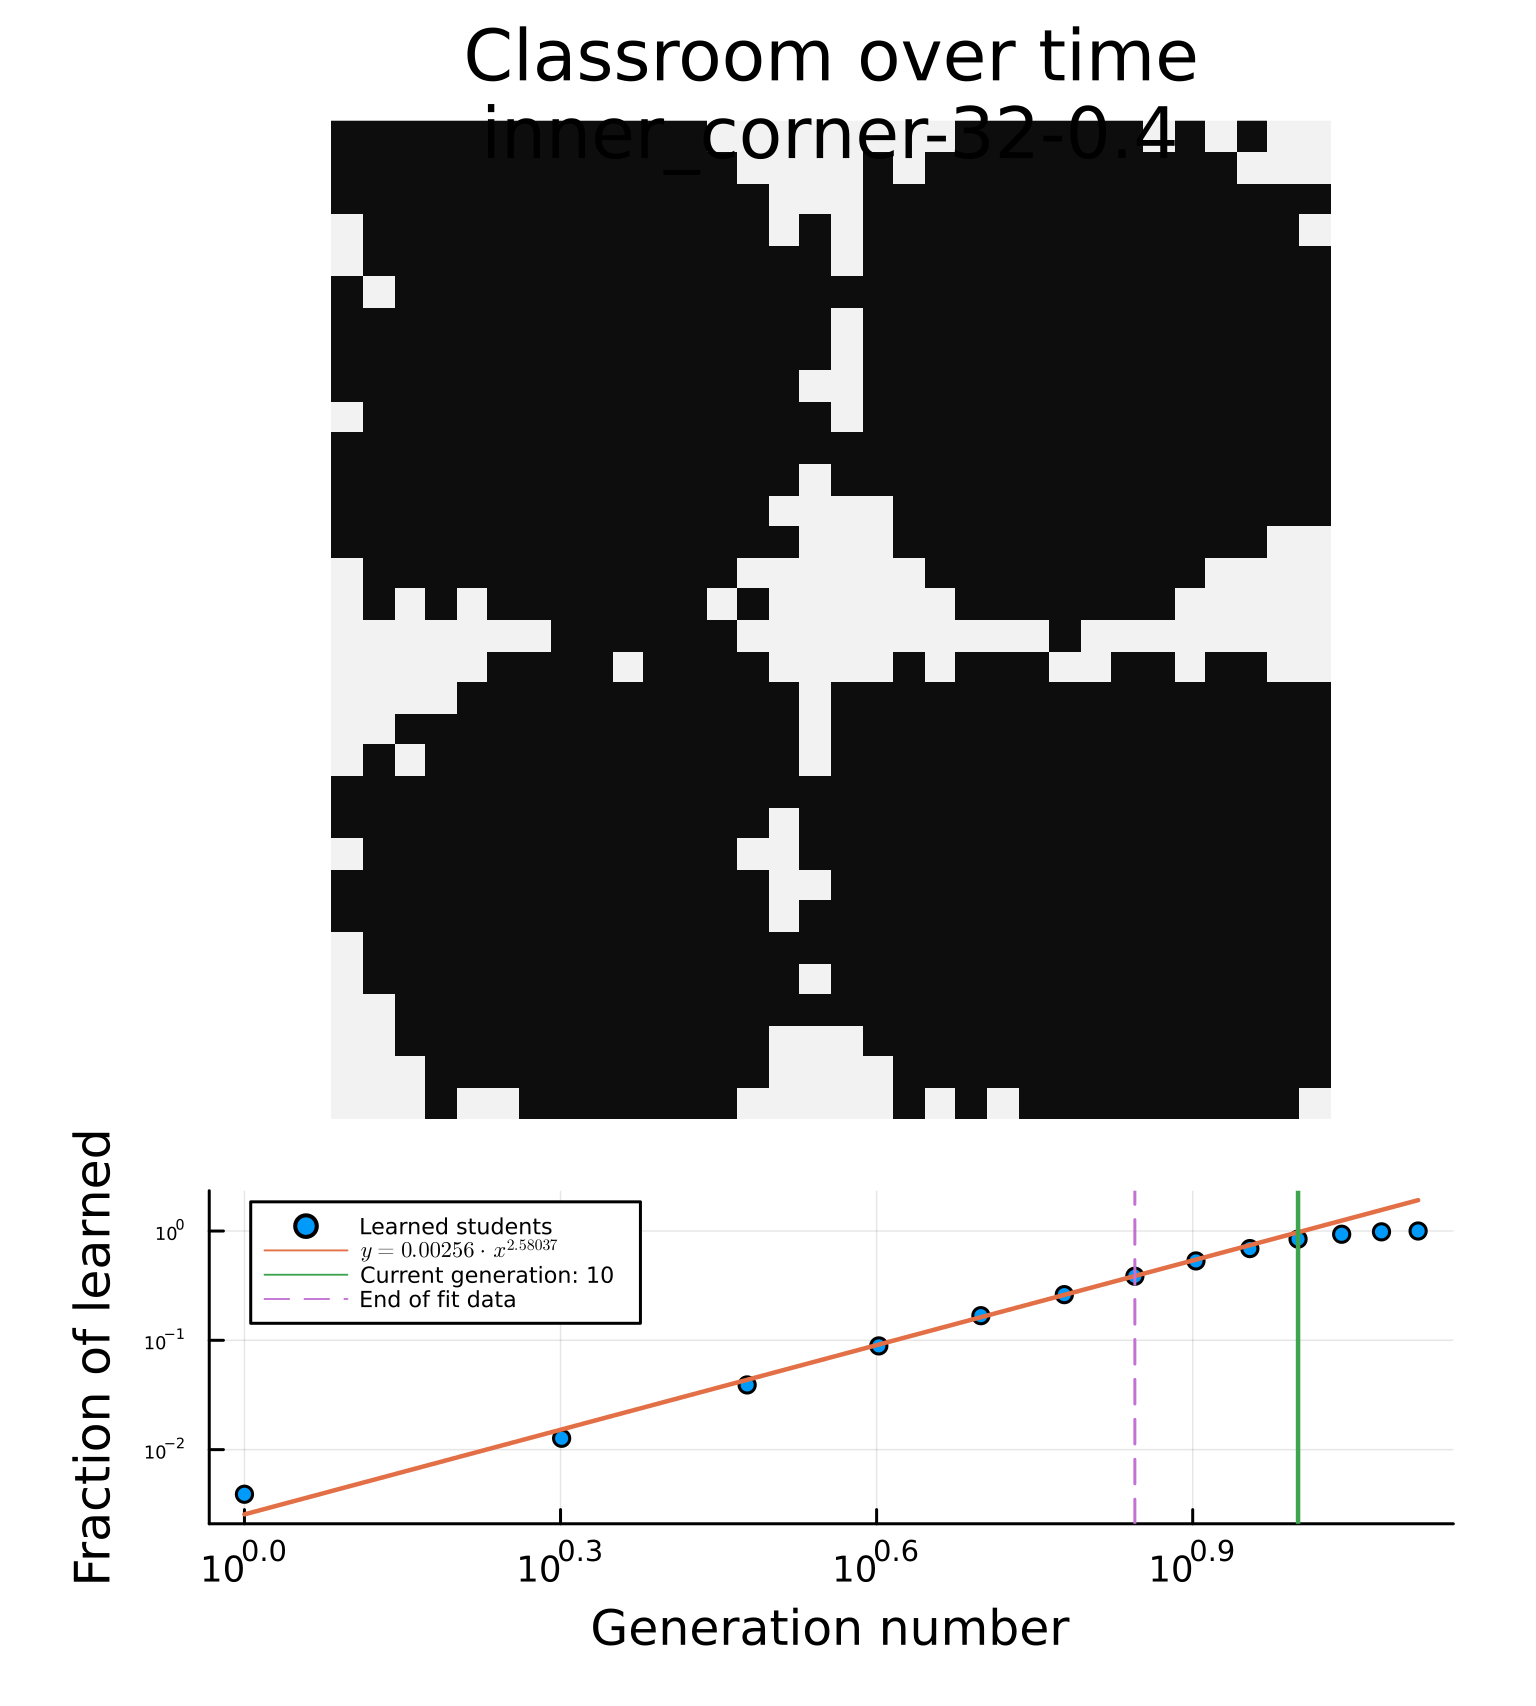 Classroom over time
inner_corner-32-0.4
Fraction of learned
10⁰
10⁻¹
10⁻²
Learned students
y = 0.00256 · x^2.58037
Current generation: 10
End of fit data
10^0.0
10^0.3
10^0.6
10^0.9
Generation number